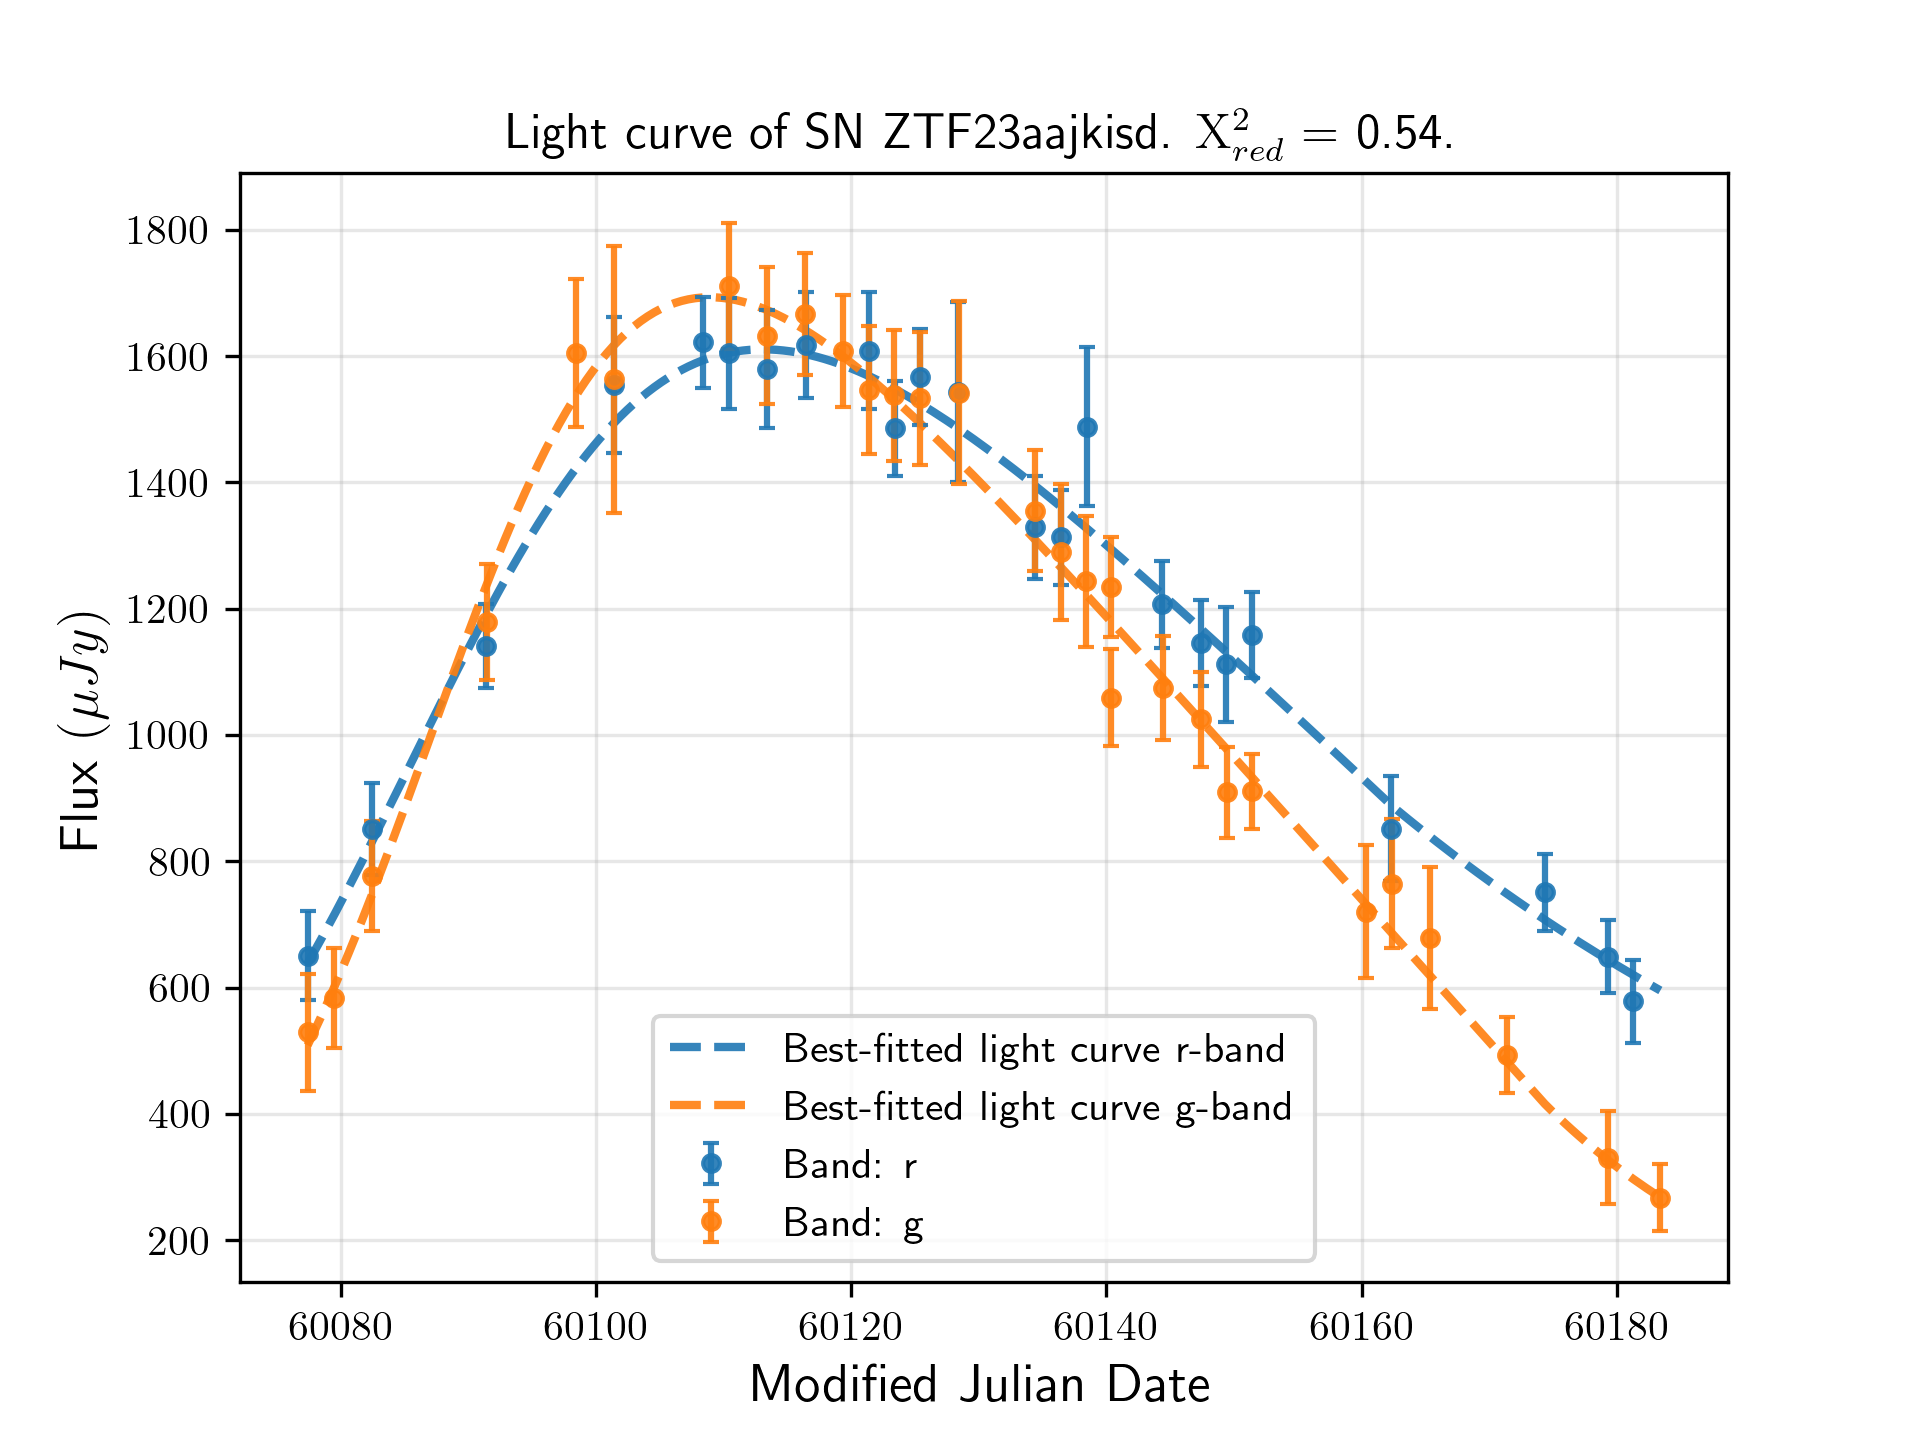 Light curve of SN ZTF23aajkisd. X²_red = 0.54.
Flux (μJy)
1800
1600
1400
1200
1000
800
600
400
200
Best-fitted light curve r-band
Best-fitted light curve g-band
Band: r
Band: g
60080 60100 60120 60140 60160 60180
Modified Julian Date